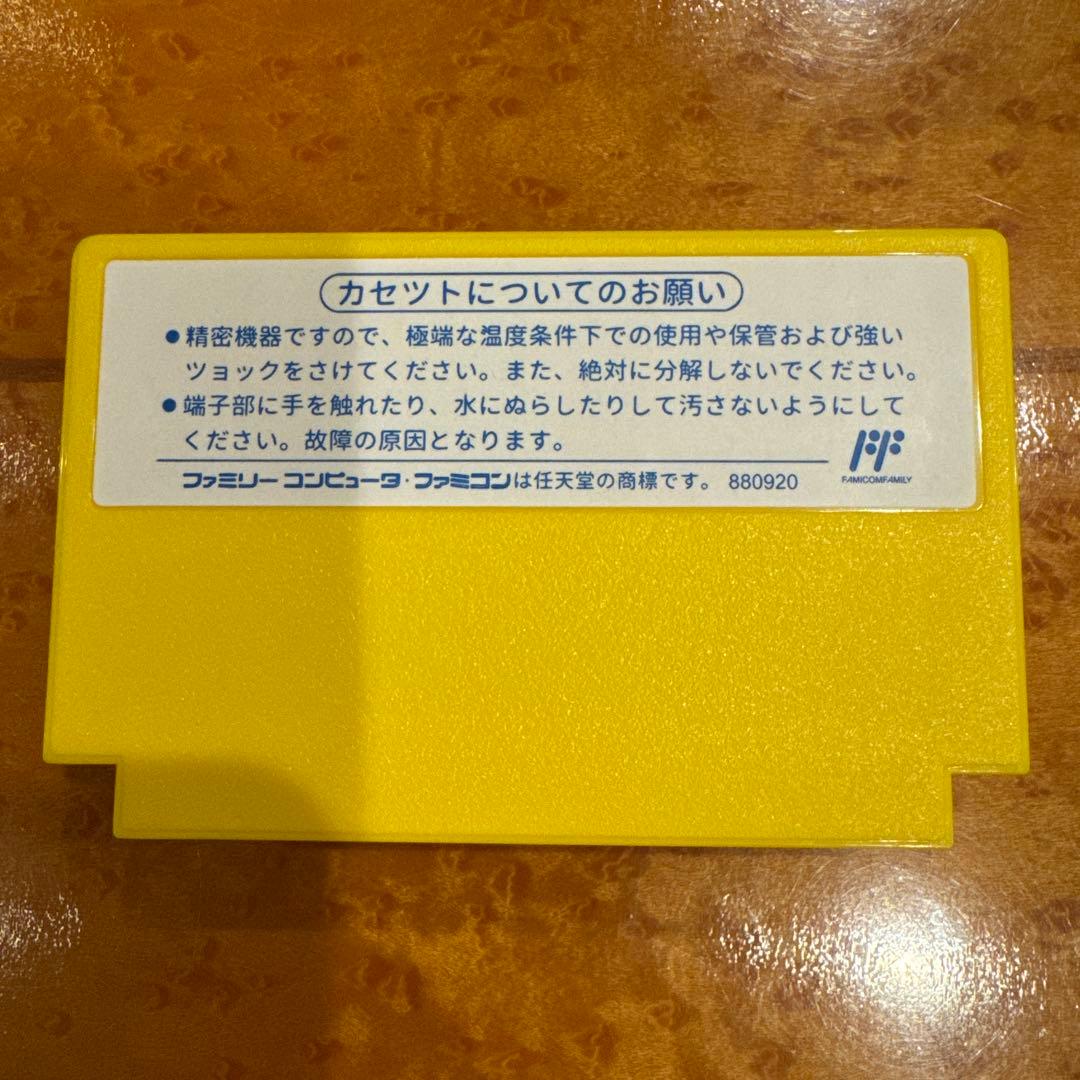 カセツトについてのお願い
●精密機器ですので、極端な温度条件下での使用や保管および強い
ツョックをさけてください。また、絶対に分解しないでください。
●端子部に手を触れたり、水にぬらしたりして汚さないようにして
ください。故障の原因となります。
ファミリー コンピュータ・ファミコンは任天堂の商標です。 880920
FAMICOMFAMILY